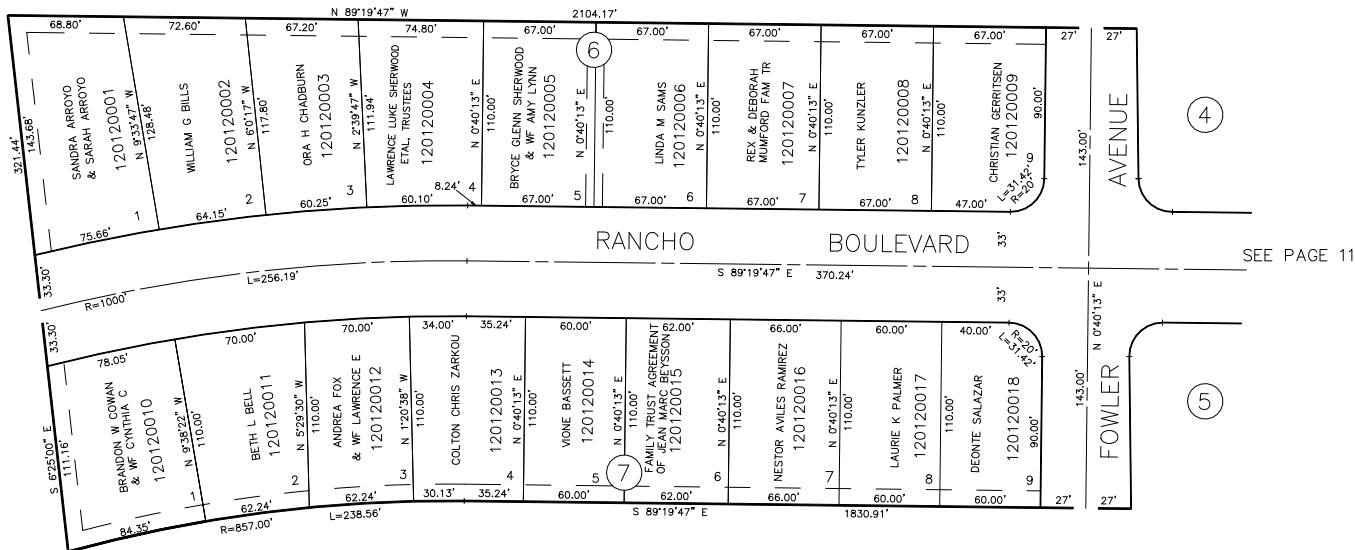 N 89°19'47" W 2104.17'
68.80' 72.60' 67.20' 74.80' 67.00' 67.00' 67.00' 67.00' 67.00' 27' 27'
6
4
321.44'
143.68'
SANDRA ARROYO
& SARAH ARROYO
120120001
N 9°33'47" W
128.48'
1
75.66'
WILLIAM G BILLS
120120002
N 6°0'17" W
117.80'
2
64.15'
ORA H CHADBURN
120120003
N 2°39'47" W
111.94'
3
60.25'
LAWRENCE LUKE SHERWOOD
ETAL, TRUSTEES
120120004
N 0°40'13" E
110.00'
4
60.10'
8.24'
BRYCE GLENN SHERWOOD
& WF AMY LYNN
120120005
N 0°40'13" E
110.00'
5
67.00'
LINDA M SAMS
120120006
N 0°40'13" E
110.00'
6
67.00'
REX & DEBORAH
MUMFORD FAM TR
120120007
N 0°40'13" E
110.00'
7
67.00'
TYLER KUNZLER
120120008
N 0°40'13" E
110.00'
8
67.00'
CHRISTIAN GERRITSEN
120120009
90.00'
9
L=31.42'
R=20'
47.00'
143.00'
AVENUE
RANCHO BOULEVARD
33'
SEE PAGE 11
33.30'
R=1000'
L=256.19'
S 89°19'47" E 370.24'
33'
N 0°40'13" E
33.30'
78.05' 70.00' 70.00' 34.00' 35.24' 60.00' 62.00' 66.00' 60.00' 40.00'
R=20'
L=31.42'
S 6°25'00" E
111.16'
BRANDON W COWAN
& WF CYNTHIA C
120120010
N 9°38'22" W
110.00'
1
84.35'
BETH L BELL
120120011
N 5°29'30" W
110.00'
2
62.24'
ANDREA FOX
& WF LAWRENCE E
120120012
N 1°20'38" W
110.00'
3
62.24'
COLTON CHRIS ZARKOU
120120013
N 0°40'13" E
110.00'
4
30.13' 35.24'
VIONE BASSETT
120120014
N 0°40'13" E
110.00'
5
60.00'
7
FAMILY TRUST AGREEMENT
OF JEAN MARC BEYSSON
120120015
N 0°40'13" E
110.00'
6
62.00'
NESTOR AVILES RAMIREZ
120120016
N 0°40'13" E
110.00'
7
66.00'
LAURIE K PALMER
120120017
110.00'
8
60.00'
DEONTE SALAZAR
120120018
90.00'
9
60.00'
143.00'
FOWLER
5
27' 27'
R=857.00'
L=238.56'
S 89°19'47" E 1830.91'